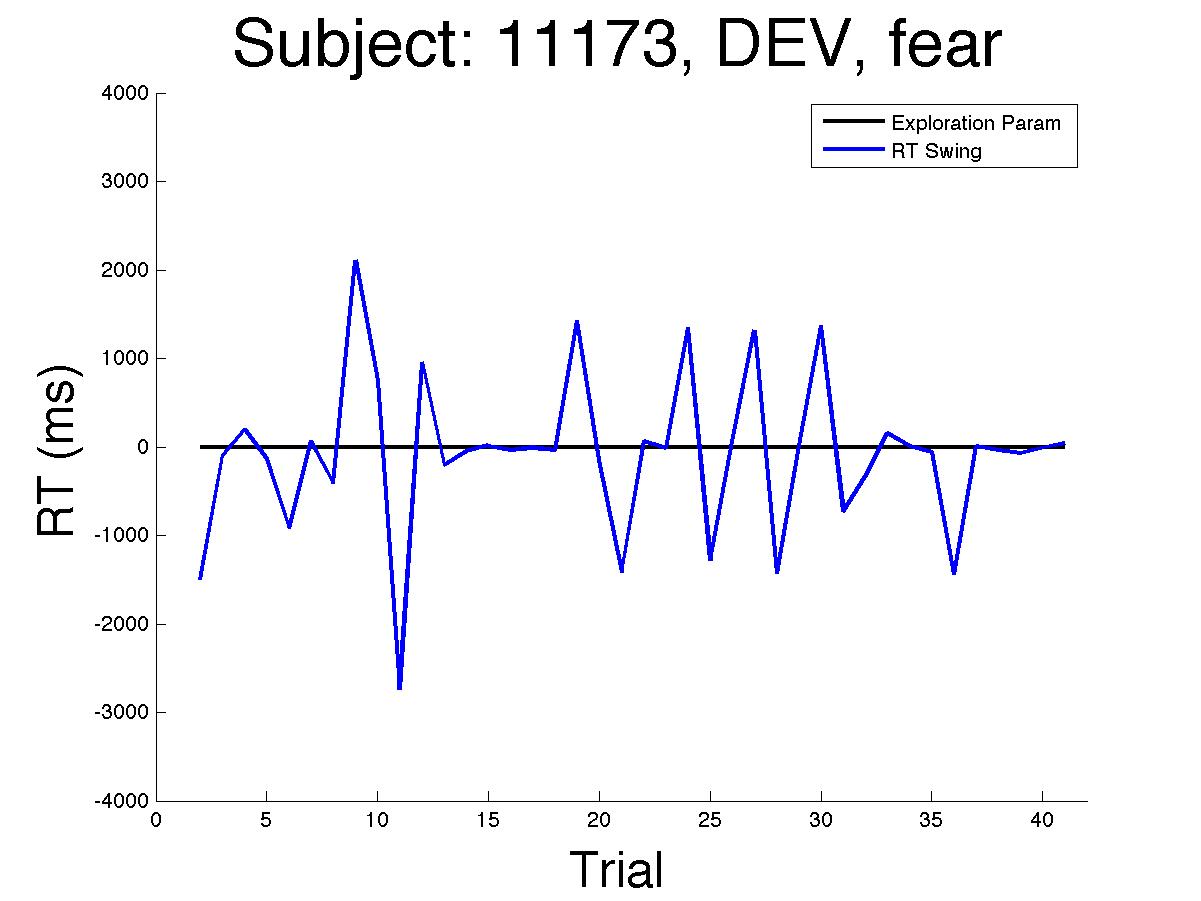 Subject: 11173, DEV, fear
Exploration Param
RT Swing
4000
3000
2000
1000
0
-1000
-2000
-3000
-4000
RT (ms)
0 5 10 15 20 25 30 35 40
Trial